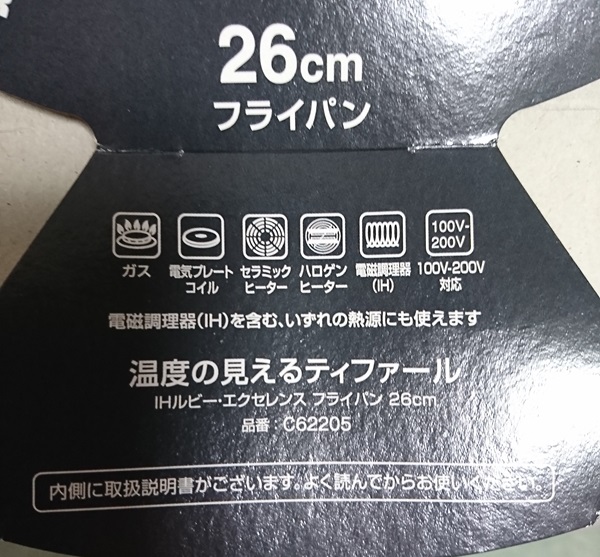 26cm
フライパン
100V-
200V
ガス
電気プレート
コイル
セラミック
ヒーター
ハロゲン
ヒーター
電磁調理器
(IH)
100V-200V
対応
電磁調理器(IH)を含む、いずれの熱源にも使えます
温度の見えるティファール
IHルビー・エクセレンス フライパン 26cm
品番：C62205
内側に取扱説明書がございます。よく読んでからお使いください。